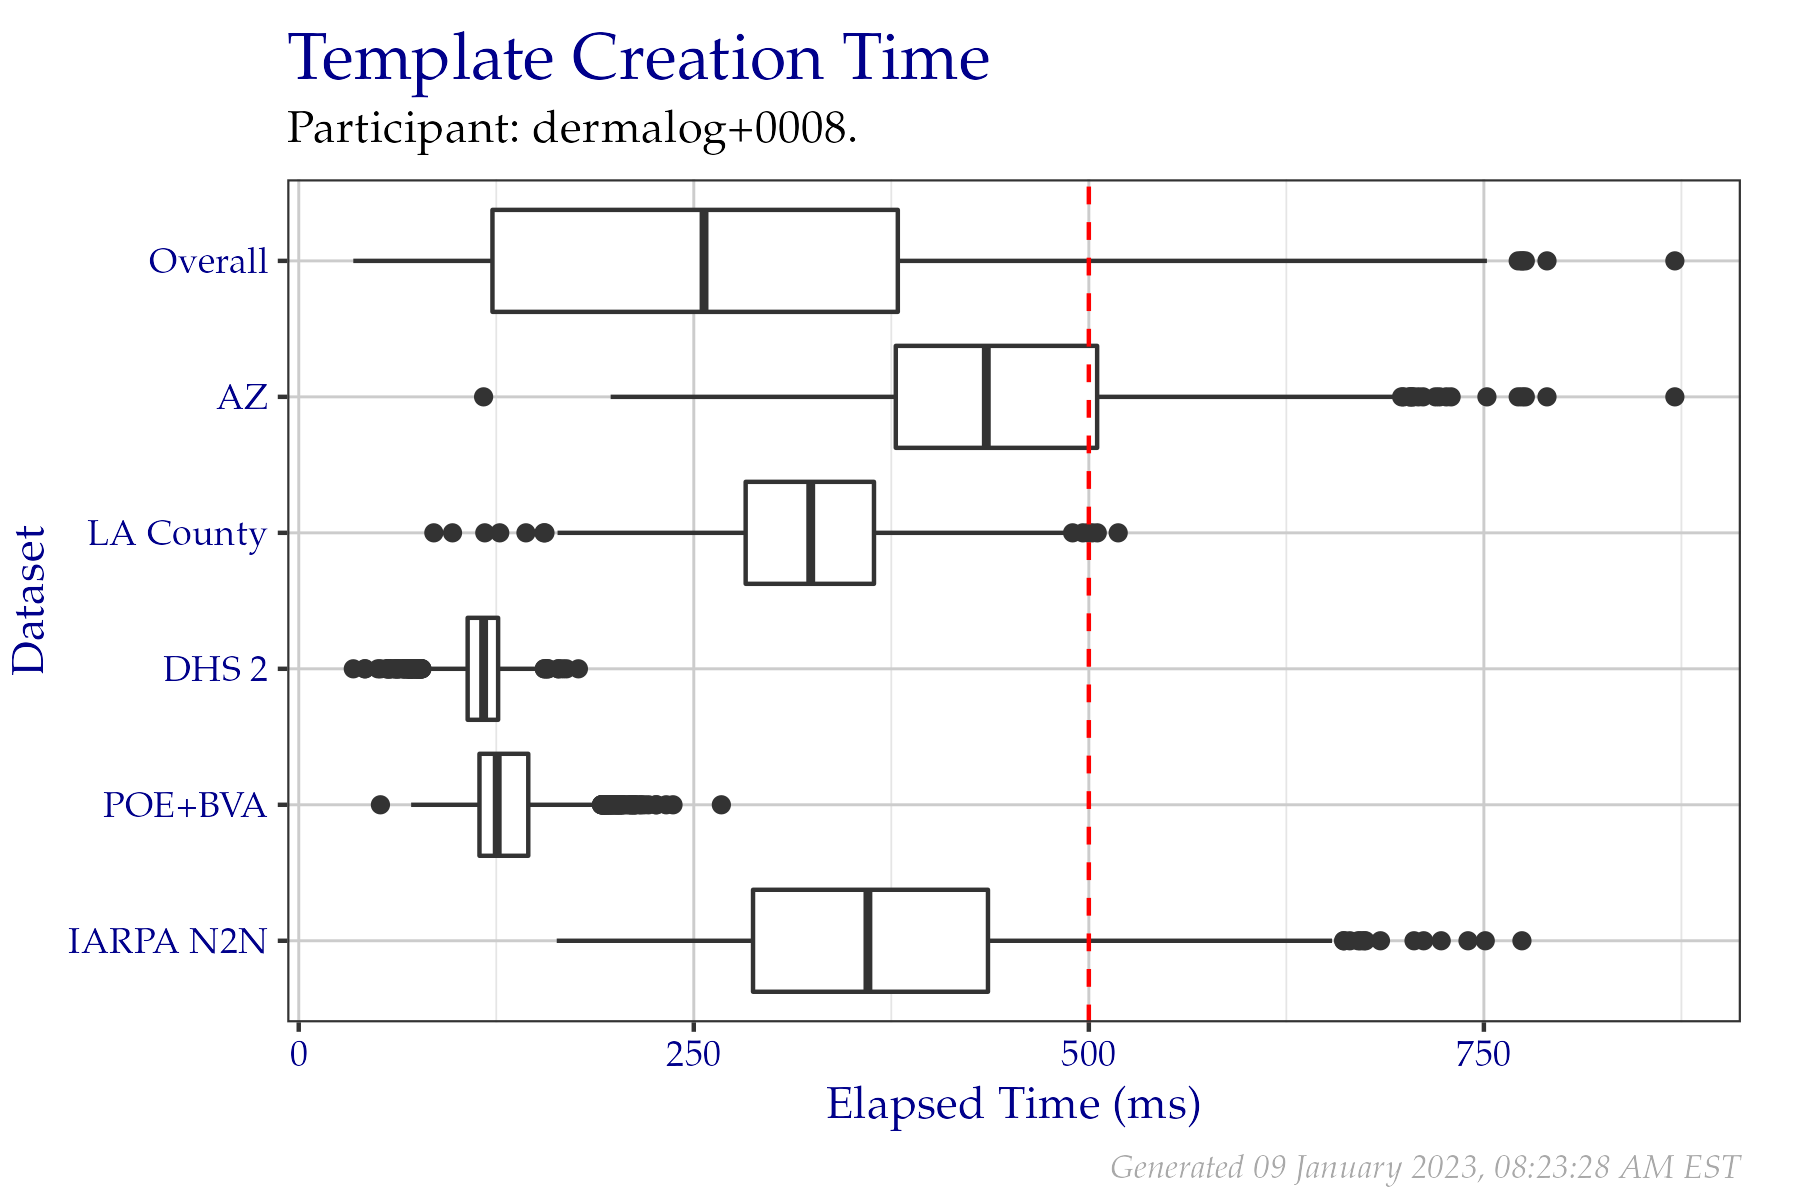 Template Creation Time
Participant: dermalog+0008.
Dataset
Overall
AZ
LA County
DHS 2
POE+BVA
IARPA N2N
0 250 500 750
Elapsed Time (ms)
Generated 09 January 2023, 08:23:28 AM EST